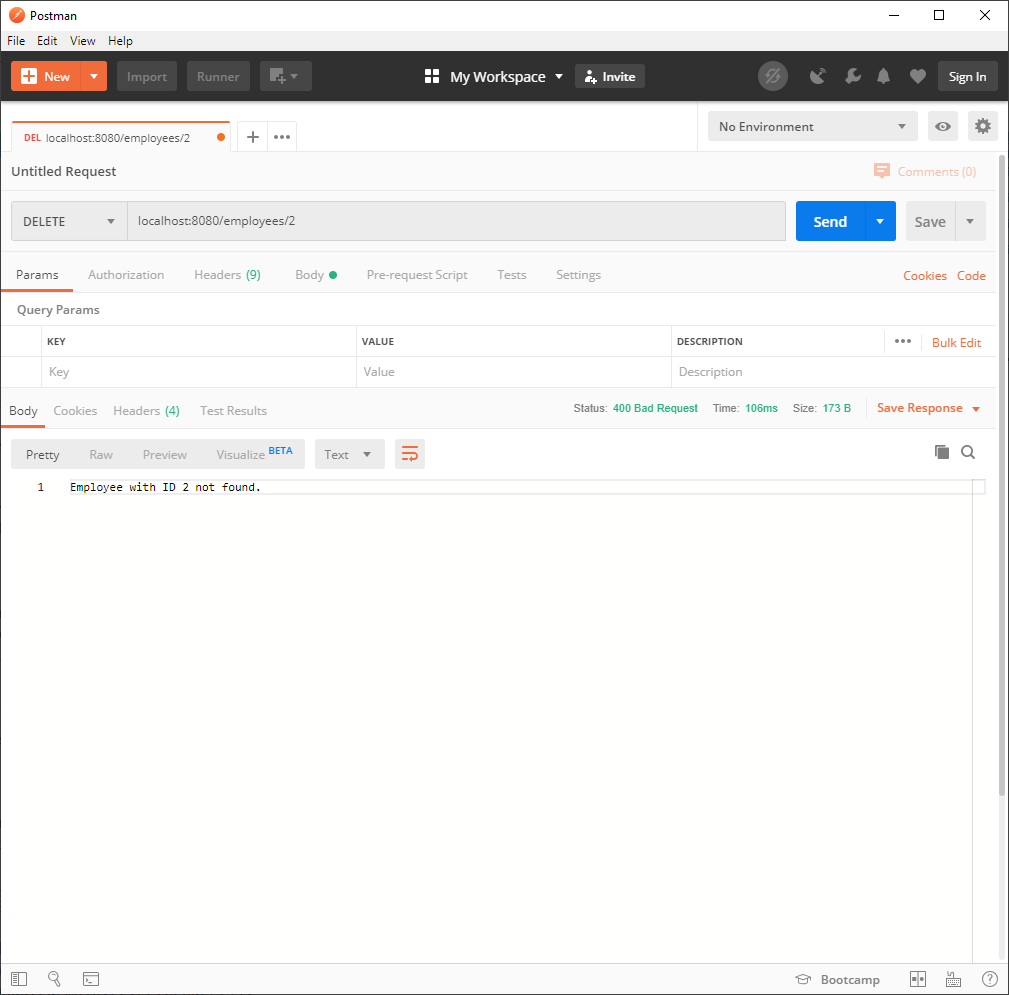 Postman
File Edit View Help
New Import Runner My Workspace Invite Sign In
DEL localhost:8080/employees/2
No Environment
Untitled Request
Comments (0)
DELETE localhost:8080/employees/2 Send Save
Params Authorization Headers (9) Body Pre-request Script Tests Settings Cookies Code
Query Params
KEY VALUE DESCRIPTION Bulk Edit
Key Value Description
Body Cookies Headers (4) Test Results Status: 400 Bad Request Time: 106ms Size: 173 B Save Response
Pretty Raw Preview Visualize BETA Text
1 Employee with ID 2 not found.
Bootcamp